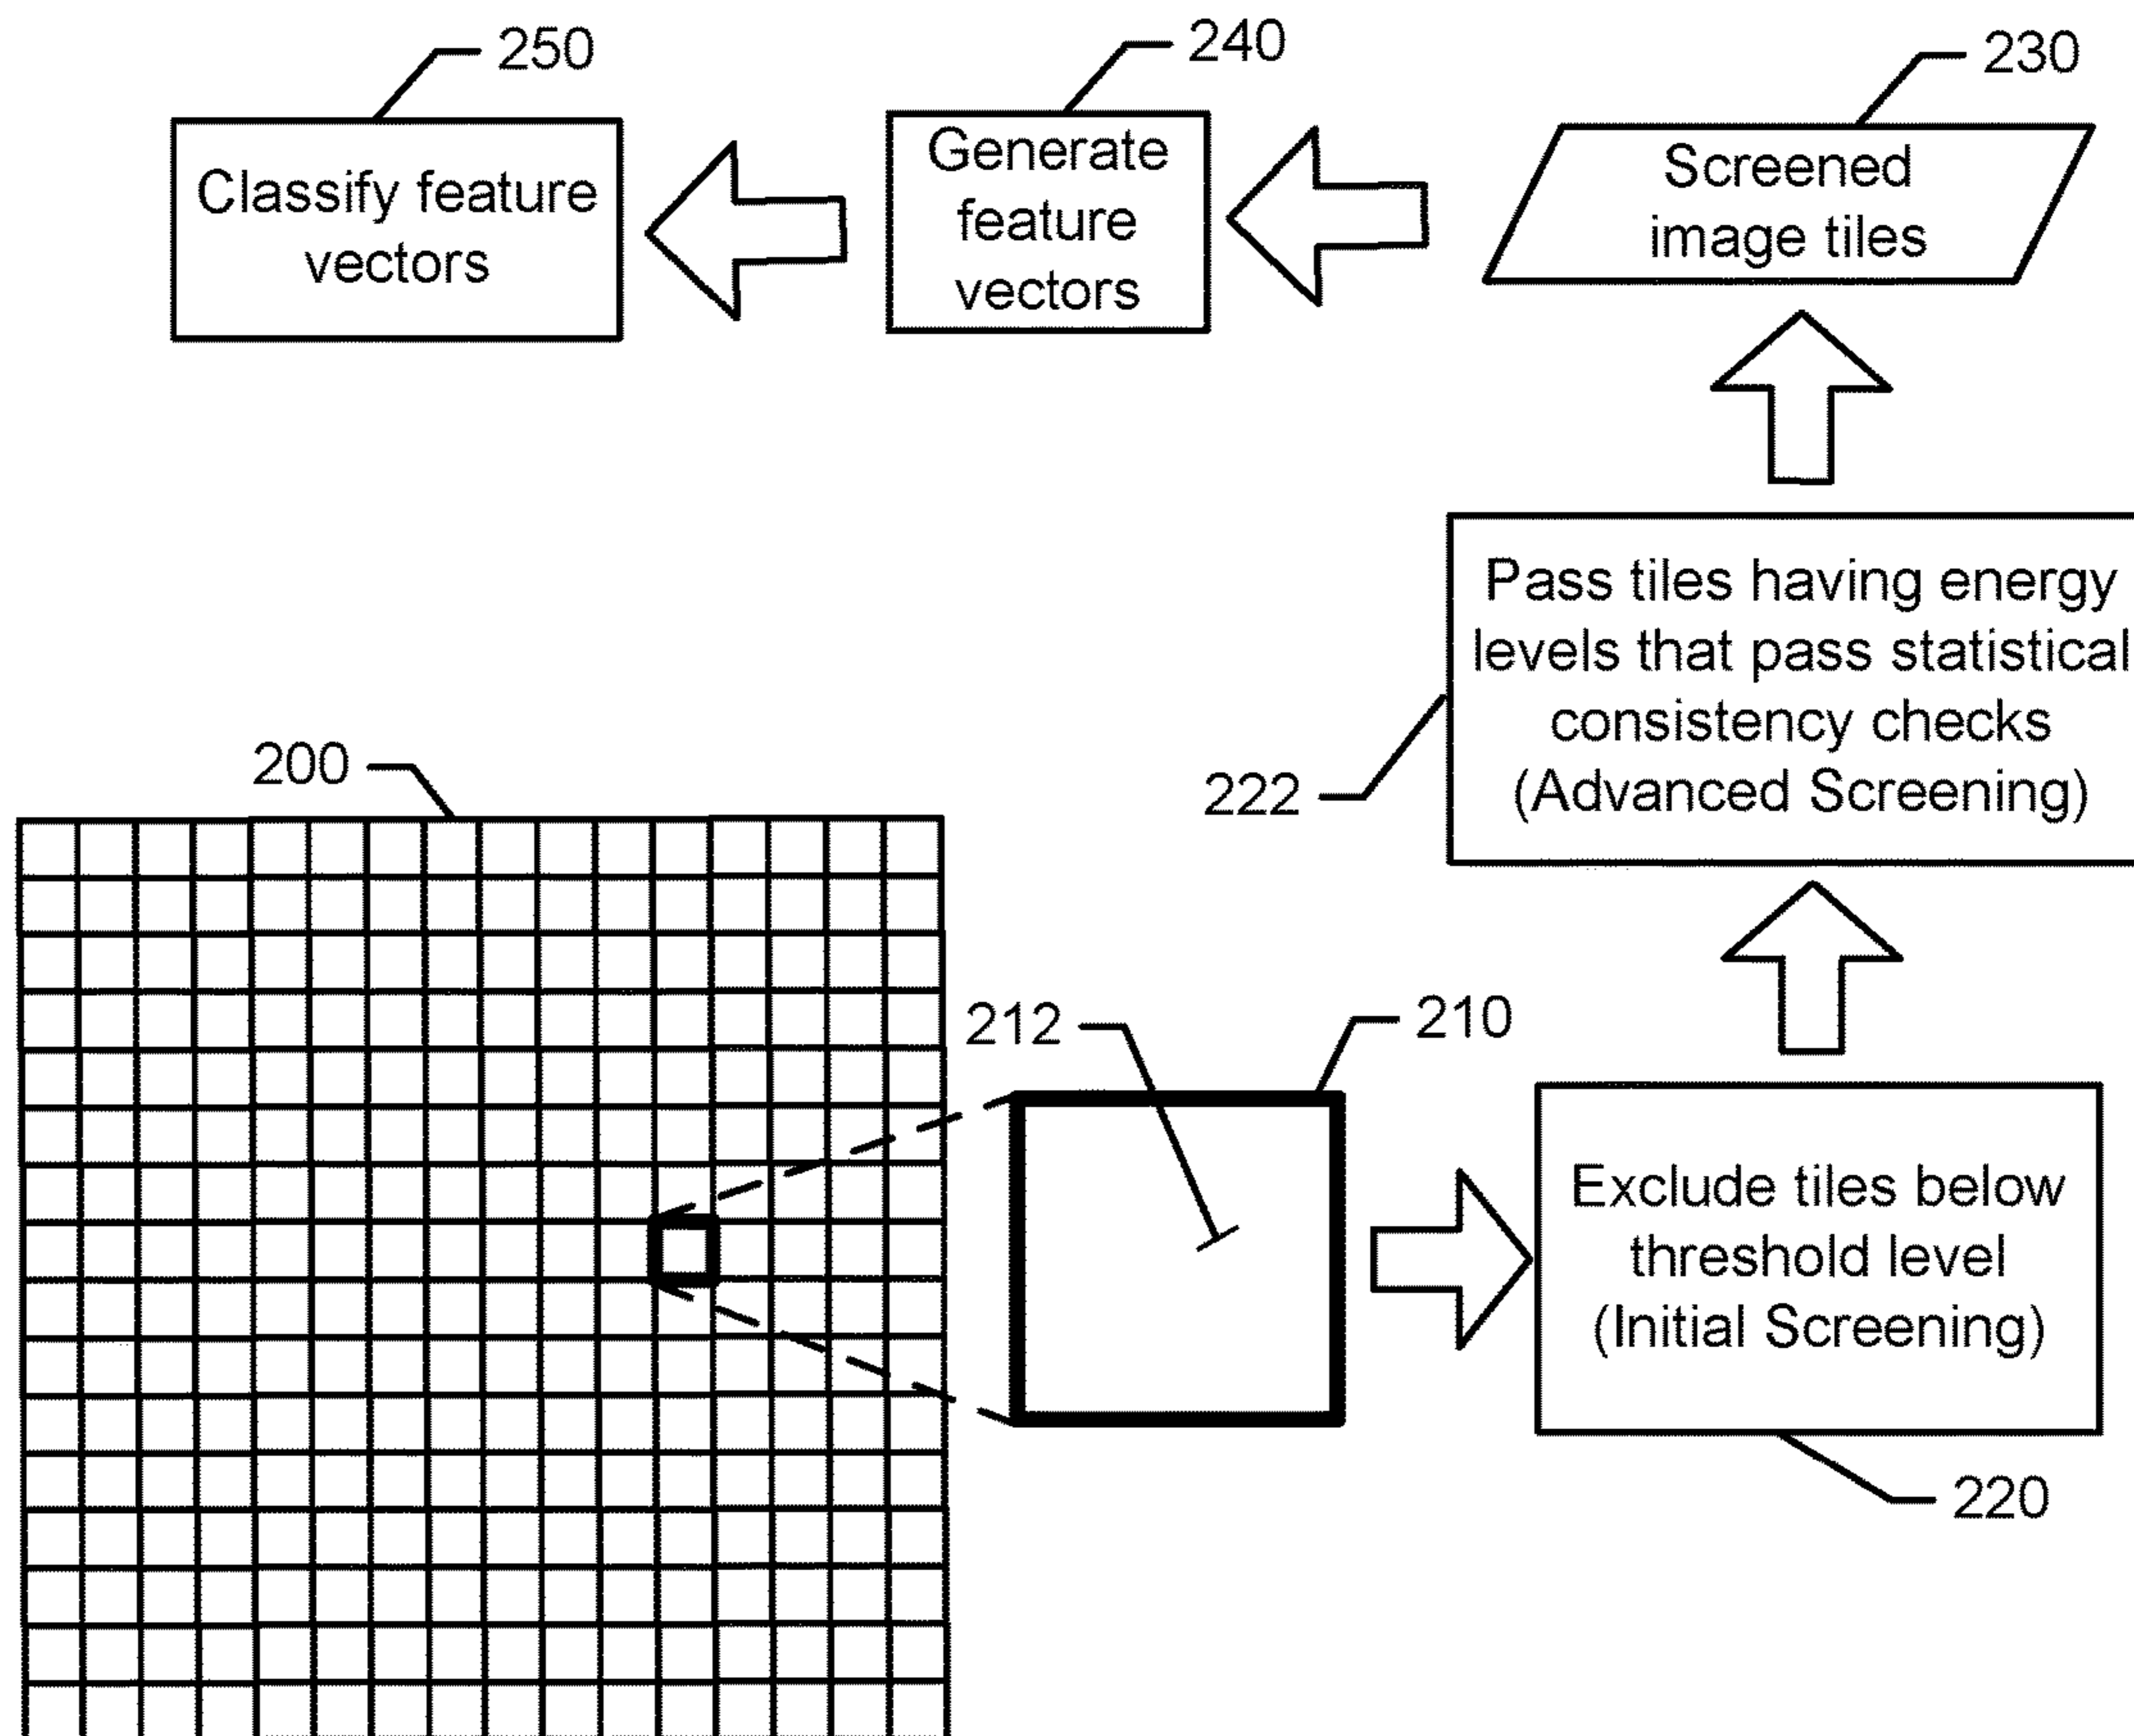 250
240
230
Classify feature
vectors
Generate
feature
vectors
Screened
image tiles
Pass tiles having energy
levels that pass statistical
consistency checks
(Advanced Screening)
222
200
212
210
Exclude tiles below
threshold level
(Initial Screening)
220